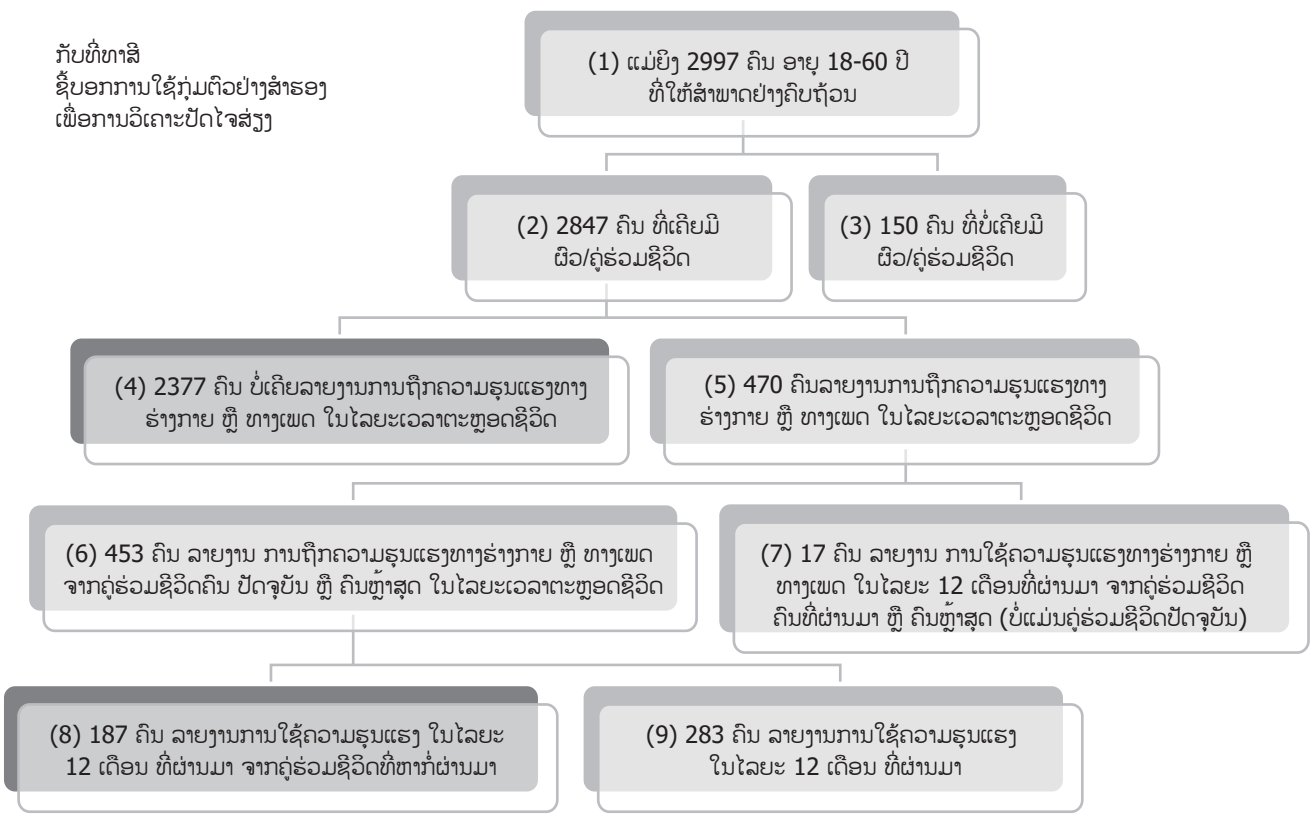 ກັບທີ່ທາສີ
ຊີ້ບອກການໃຊ້ກຸ່ມຕົວຢ່າງສຳຮອງ
ເພື່ອການວິເຄາະປັດໄຈສ່ຽງ
(1) ແມ່ຍິງ 2997 ຄົນ ອາຍຸ 18-60 ປີ
ທີ່ໃຫ້ສຳພາດຢ່າງຄົບຖ້ວນ
(2) 2847 ຄົນ ທີ່ເຄີຍມີ
ຜົວ/ຄູ່ຮ່ວມຊີວິດ
(3) 150 ຄົນ ທີ່ບໍ່ເຄີຍມີ
ຜົວ/ຄູ່ຮ່ວມຊີວິດ
(4) 2377 ຄົນ ບໍ່ເຄີຍລາຍງານການຖືກຄວາມຮຸນແຮງທາງ
ຮ່າງກາຍ ຫຼື ທາງເພດ ໃນໄລຍະເວລາຕະຫຼອດຊີວິດ
(5) 470 ຄົນລາຍງານການຖືກຄວາມຮຸນແຮງທາງ
ຮ່າງກາຍ ຫຼື ທາງເພດ ໃນໄລຍະເວລາຕະຫຼອດຊີວິດ
(6) 453 ຄົນ ລາຍງານ ການຖືກຄວາມຮຸນແຮງທາງຮ່າງກາຍ ຫຼື ທາງເພດ
ຈາກຄູ່ຮ່ວມຊີວິດຄົນ ປັດຈຸບັນ ຫຼື ຄົນຫຼ້າສຸດ ໃນໄລຍະເວລາຕະຫຼອດຊີວິດ
(7) 17 ຄົນ ລາຍງານ ການໃຊ້ຄວາມຮຸນແຮງທາງຮ່າງກາຍ ຫຼື
ທາງເພດ ໃນໄລຍະ 12 ເດືອນທີ່ຜ່ານມາ ຈາກຄູ່ຮ່ວມຊີວິດ
ຄົນທີ່ຜ່ານມາ ຫຼື ຄົນຫຼ້າສຸດ (ບໍ່ແມ່ນຄູ່ຮ່ວມຊີວິດປັດຈຸບັນ)
(8) 187 ຄົນ ລາຍງານການໃຊ້ຄວາມຮຸນແຮງ ໃນໄລຍະ
12 ເດືອນ ທີ່ຜ່ານມາ ຈາກຄູ່ຮ່ວມຊີວິດທີ່ຫາກໍ່ຜ່ານມາ
(9) 283 ຄົນ ລາຍງານການໃຊ້ຄວາມຮຸນແຮງ
ໃນໄລຍະ 12 ເດືອນ ທີ່ຜ່ານມາ